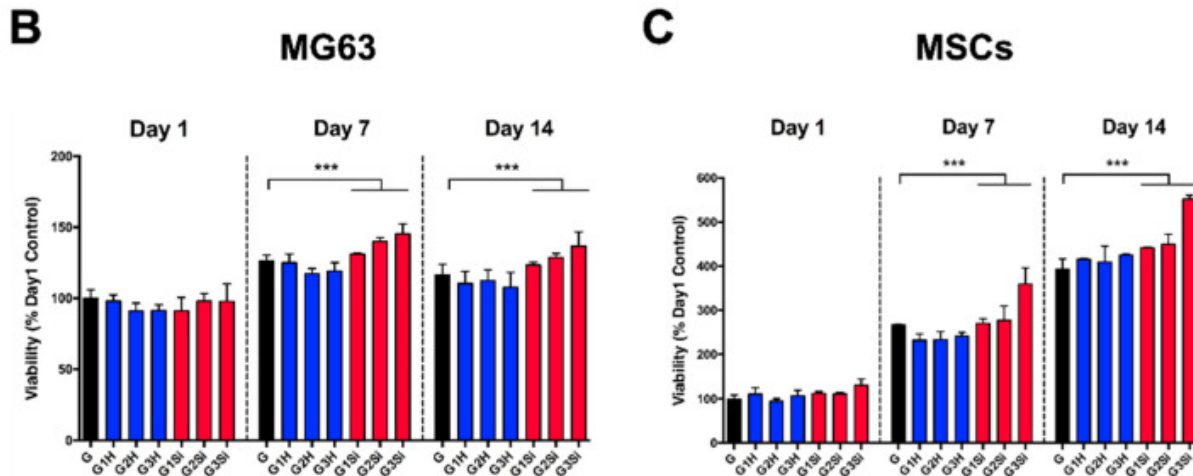 B
MG63
Day 1
Day 7
Day 14
***
***
Viability (% Day1 Control)
200
150
100
50
0
G G1H G2H G3H G1Si G2Si G3Si
G G1H G2H G3H G1Si G2Si G3Si
G G1H G2H G3H G1Si G2Si G3Si
C
MSCs
Day 1
Day 7
Day 14
***
***
Viability (% Day1 Control)
600
500
400
300
200
100
0
G G1H G2H G3H G1Si G2Si G3Si
G G1H G2H G3H G1Si G2Si G3Si
G G1H G2H G3H G1Si G2Si G3Si